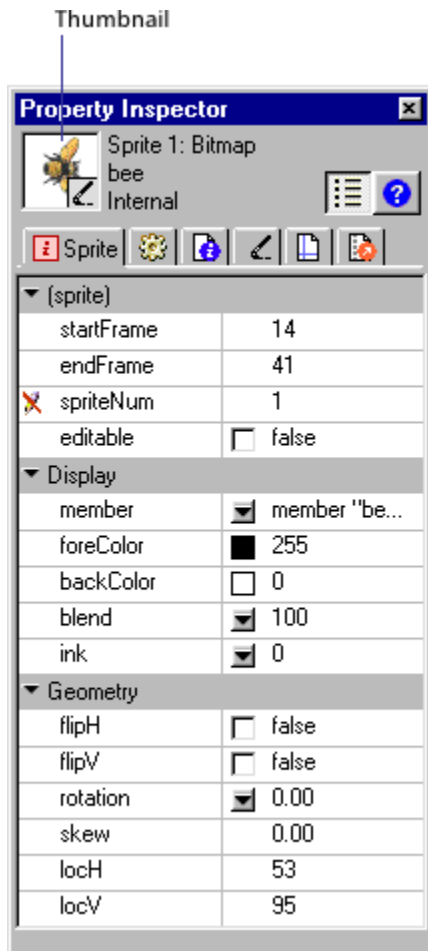 Thumbnail
Property Inspector
Sprite 1: Bitmap
bee
Internal
Sprite
(sprite)
startFrame 14
endFrame 41
spriteNum 1
editable false
Display
member member "be...
foreColor 255
backColor 0
blend 100
ink 0
Geometry
flipH false
flipV false
rotation 0.00
skew 0.00
locH 53
locV 95